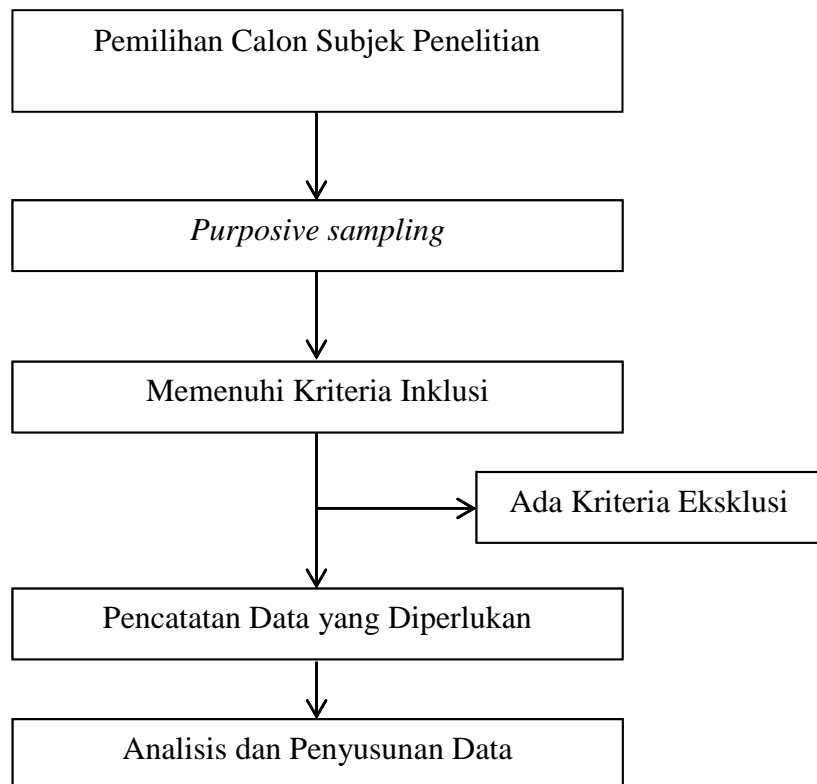 Pemilihan Calon Subjek Penelitian
Purposive sampling
Memenuhi Kriteria Inklusi
Ada Kriteria Eksklusi
Pencatatan Data yang Diperlukan
Analisis dan Penyusunan Data